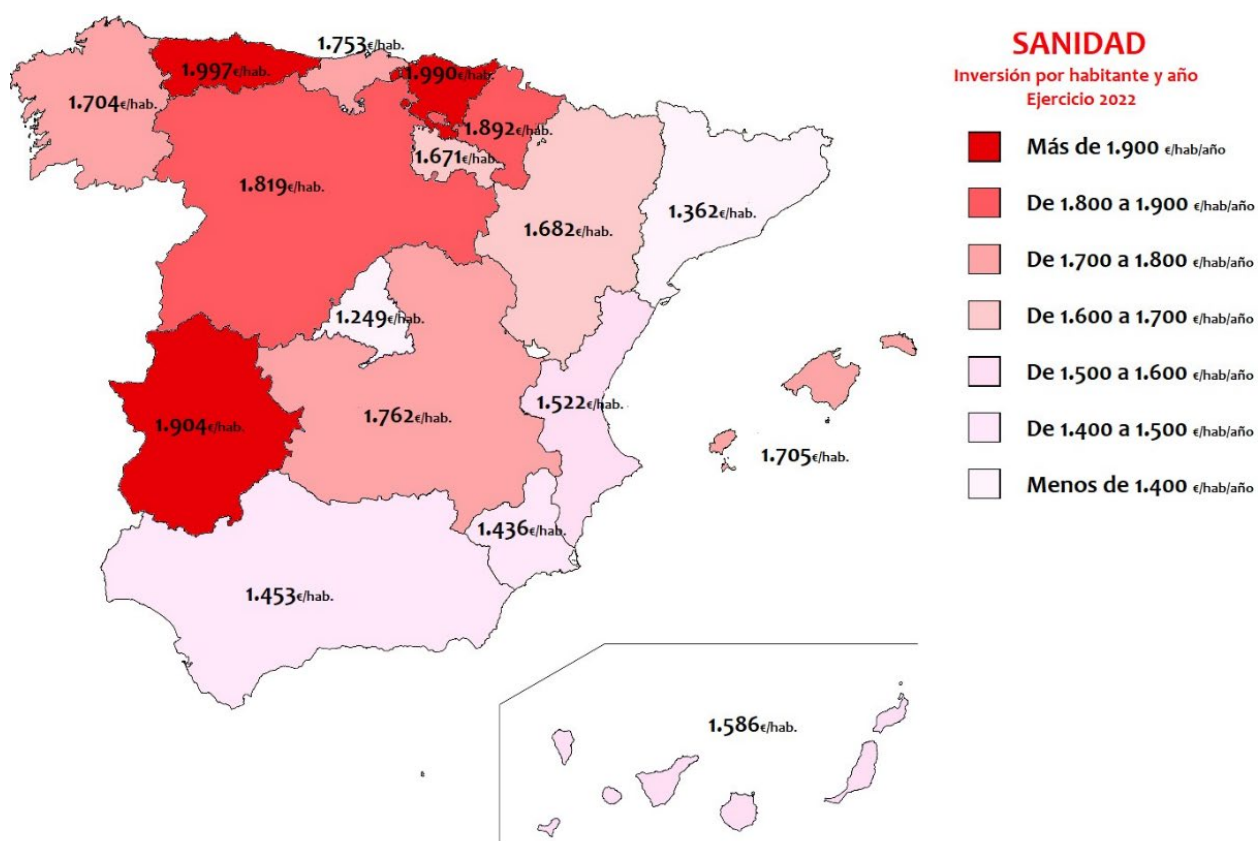 SANIDAD
Inversión por habitante y año
Ejercicio 2022
Más de 1.900 €/hab/año
De 1.800 a 1.900 €/hab/año
De 1.700 a 1.800 €/hab/año
De 1.600 a 1.700 €/hab/año
De 1.500 a 1.600 €/hab/año
De 1.400 a 1.500 €/hab/año
Menos de 1.400 €/hab/año
1.753€/hab.
1.997€/hab.
1.990€/hab.
1.704€/hab.
1.892€/hab.
1.671€/hab.
1.819€/hab.
1.362€/hab.
1.682€/hab.
1.249€/hab.
1.762€/hab.
1.522€/hab.
1.904€/hab.
1.705€/hab.
1.436€/hab.
1.453€/hab.
1.586€/hab.